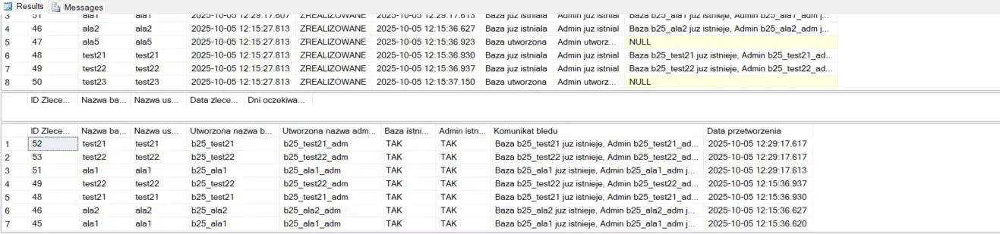 Results Messages
3 51 ala1 ala1 2025-10-05 12:29:17.607 ZREALIZOWANE 2025-10-05 12:29:17.613 Baza juz istniala Admin juz istnial Baza b25_ala1 juz istnieje, Admin b25_ala1_adm j...
4 46 ala2 ala2 2025-10-05 12:15:27.813 ZREALIZOWANE 2025-10-05 12:15:36.627 Baza juz istniala Admin juz istnial Baza b25_ala2 juz istnieje, Admin b25_ala2_adm j...
5 47 ala5 ala5 2025-10-05 12:15:27.813 ZREALIZOWANE 2025-10-05 12:15:36.923 Baza utworzona Admin utworz... NULL
6 48 test21 test21 2025-10-05 12:15:27.813 ZREALIZOWANE 2025-10-05 12:15:36.930 Baza juz istniala Admin juz istnial Baza b25_test21 juz istnieje, Admin b25_test21_ad...
7 49 test22 test22 2025-10-05 12:15:27.813 ZREALIZOWANE 2025-10-05 12:15:36.937 Baza juz istniala Admin juz istnial Baza b25_test22 juz istnieje, Admin b25_test22_ad...
8 50 test23 test23 2025-10-05 12:15:27.813 ZREALIZOWANE 2025-10-05 12:15:37.150 Baza utworzona Admin utworz... NULL
ID Zlece... Nazwa ba... Nazwa us... Data zlece... Dni oczekiwa...
ID Zlece... Nazwa ba... Nazwa us... Utworzona nazwa b... Utworzona nazwa adm... Baza istni... Admin istn... Komunikat bledu Data przetworzenia
1 52 test21 test21 b25_test21 b25_test21_adm TAK TAK Baza b25_test21 juz istnieje, Admin b25_test21_ad... 2025-10-05 12:29:17.617
2 53 test22 test22 b25_test22 b25_test22_adm TAK TAK Baza b25_test22 juz istnieje, Admin b25_test22_ad... 2025-10-05 12:29:17.617
3 51 ala1 ala1 b25_ala1 b25_ala1_adm TAK TAK Baza b25_ala1 juz istnieje, Admin b25_ala1_adm j... 2025-10-05 12:29:17.613
4 49 test22 test22 b25_test22 b25_test22_adm TAK TAK Baza b25_test22 juz istnieje, Admin b25_test22_ad... 2025-10-05 12:15:36.937
5 48 test21 test21 b25_test21 b25_test21_adm TAK TAK Baza b25_test21 juz istnieje, Admin b25_test21_ad... 2025-10-05 12:15:36.930
6 46 ala2 ala2 b25_ala2 b25_ala2_adm TAK TAK Baza b25_ala2 juz istnieje, Admin b25_ala2_adm j... 2025-10-05 12:15:36.627
7 45 ala1 ala1 b25_ala1 b25_ala1_adm TAK TAK Baza b25_ala1 juz istnieje, Admin b25_ala1_adm j... 2025-10-05 12:15:36.620